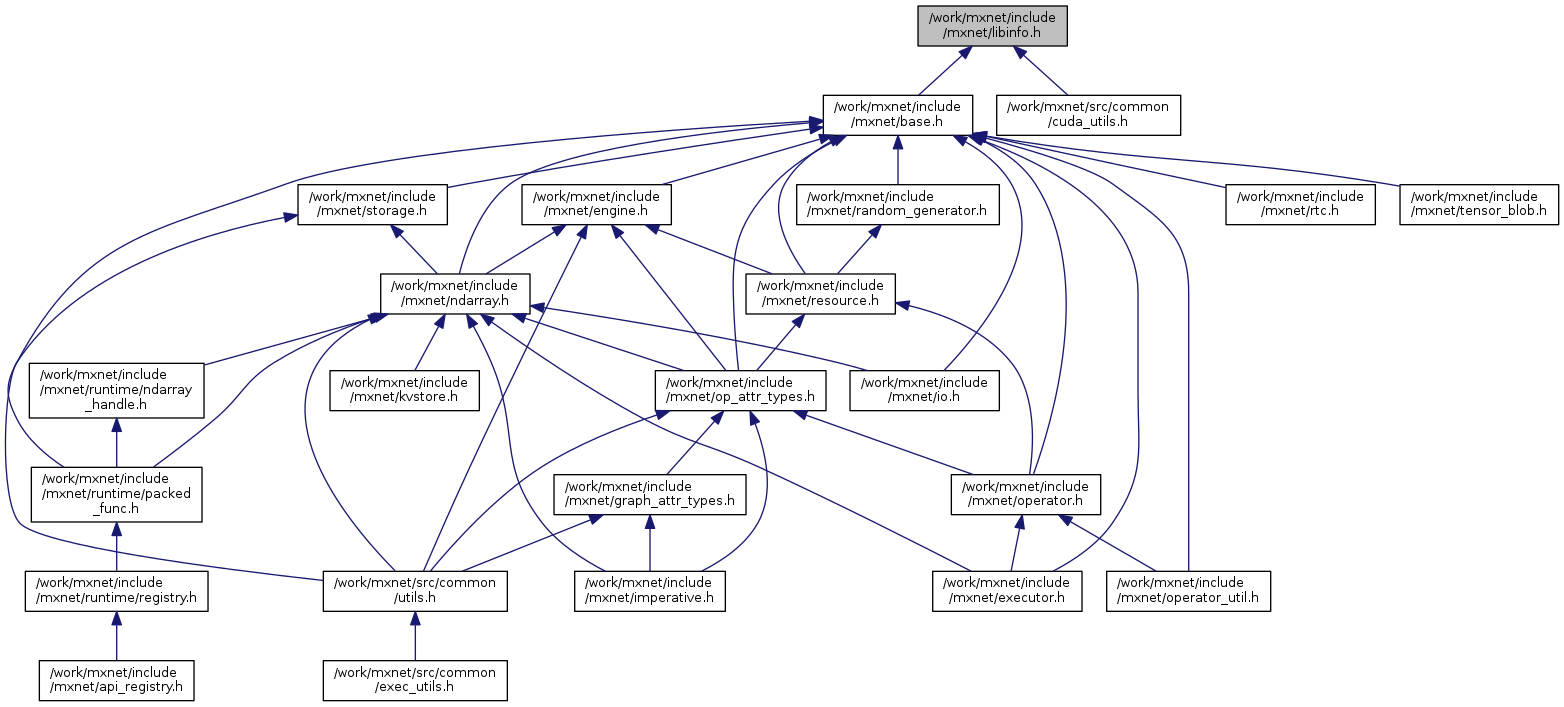 /work/mxnet/include
/mxnet/libinfo.h
/work/mxnet/include
/mxnet/base.h
/work/mxnet/src/common
/cuda_utils.h
/work/mxnet/include
/mxnet/storage.h
/work/mxnet/include
/mxnet/engine.h
/work/mxnet/include
/mxnet/random_generator.h
/work/mxnet/include
/mxnet/rtc.h
/work/mxnet/include
/mxnet/tensor_blob.h
/work/mxnet/include
/mxnet/ndarray.h
/work/mxnet/include
/mxnet/resource.h
/work/mxnet/include
/mxnet/runtime/ndarray
_handle.h
/work/mxnet/include
/mxnet/kvstore.h
/work/mxnet/include
/mxnet/op_attr_types.h
/work/mxnet/include
/mxnet/io.h
/work/mxnet/include
/mxnet/runtime/packed
_func.h
/work/mxnet/include
/mxnet/graph_attr_types.h
/work/mxnet/include
/mxnet/operator.h
/work/mxnet/include
/mxnet/runtime/registry.h
/work/mxnet/src/common
/utils.h
/work/mxnet/include
/mxnet/imperative.h
/work/mxnet/include
/mxnet/executor.h
/work/mxnet/include
/mxnet/operator_util.h
/work/mxnet/include
/mxnet/api_registry.h
/work/mxnet/src/common
/exec_utils.h